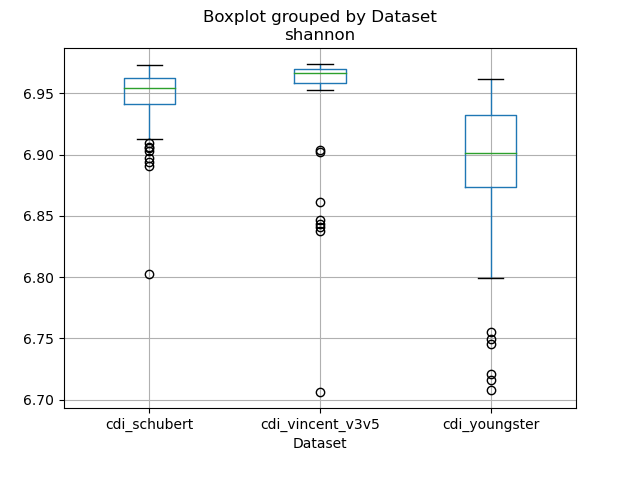 Boxplot grouped by Dataset
shannon
6.95
6.90
6.85
6.80
6.75
6.70
cdi_schubert
cdi_vincent_v3v5
cdi_youngster
Dataset